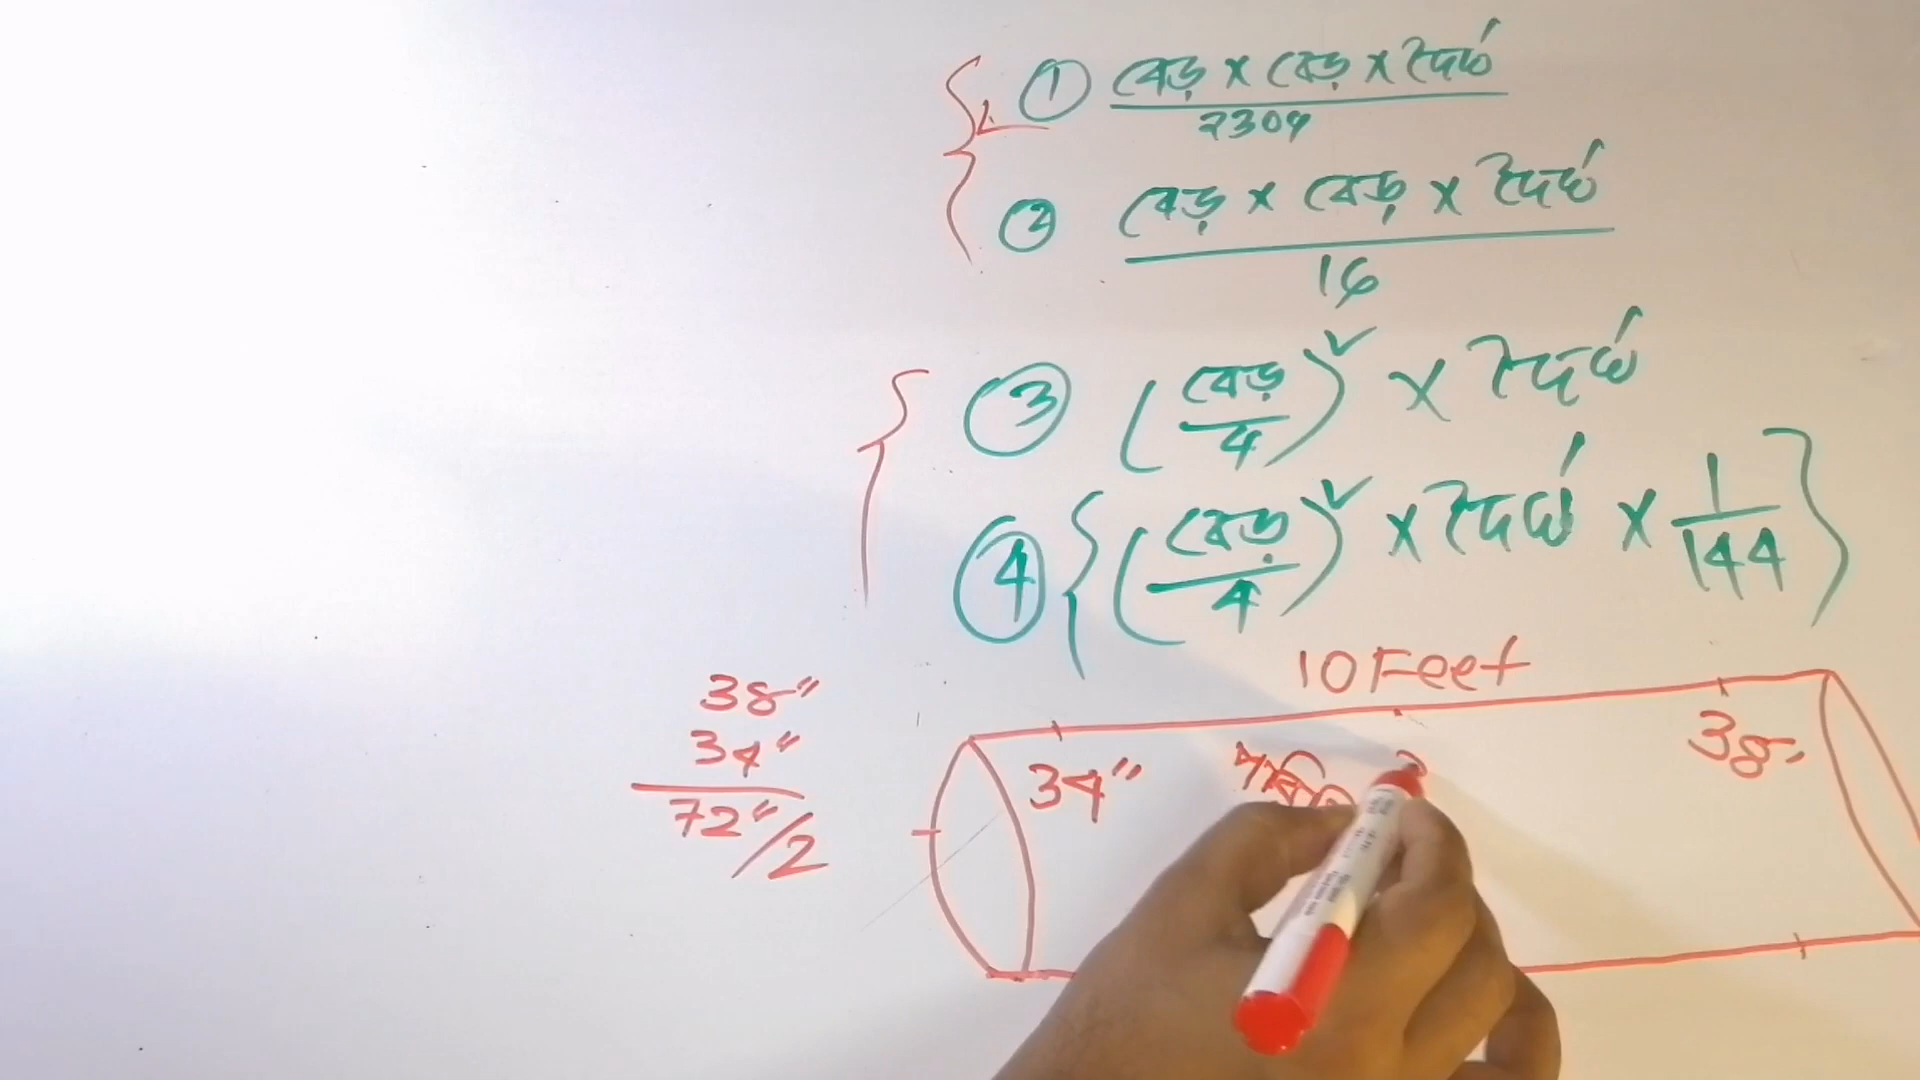 ① বেড় x বেড় x দৈর্ঘ্য
2304
② বেড় x বেড় x দৈর্ঘ্য
16
③ (বেড়/4)² x দৈর্ঘ্য
④ {(বেড়/4)² x দৈর্ঘ্য x 1/144}
10 Feet
38"
34"
72"/2
34"
38"